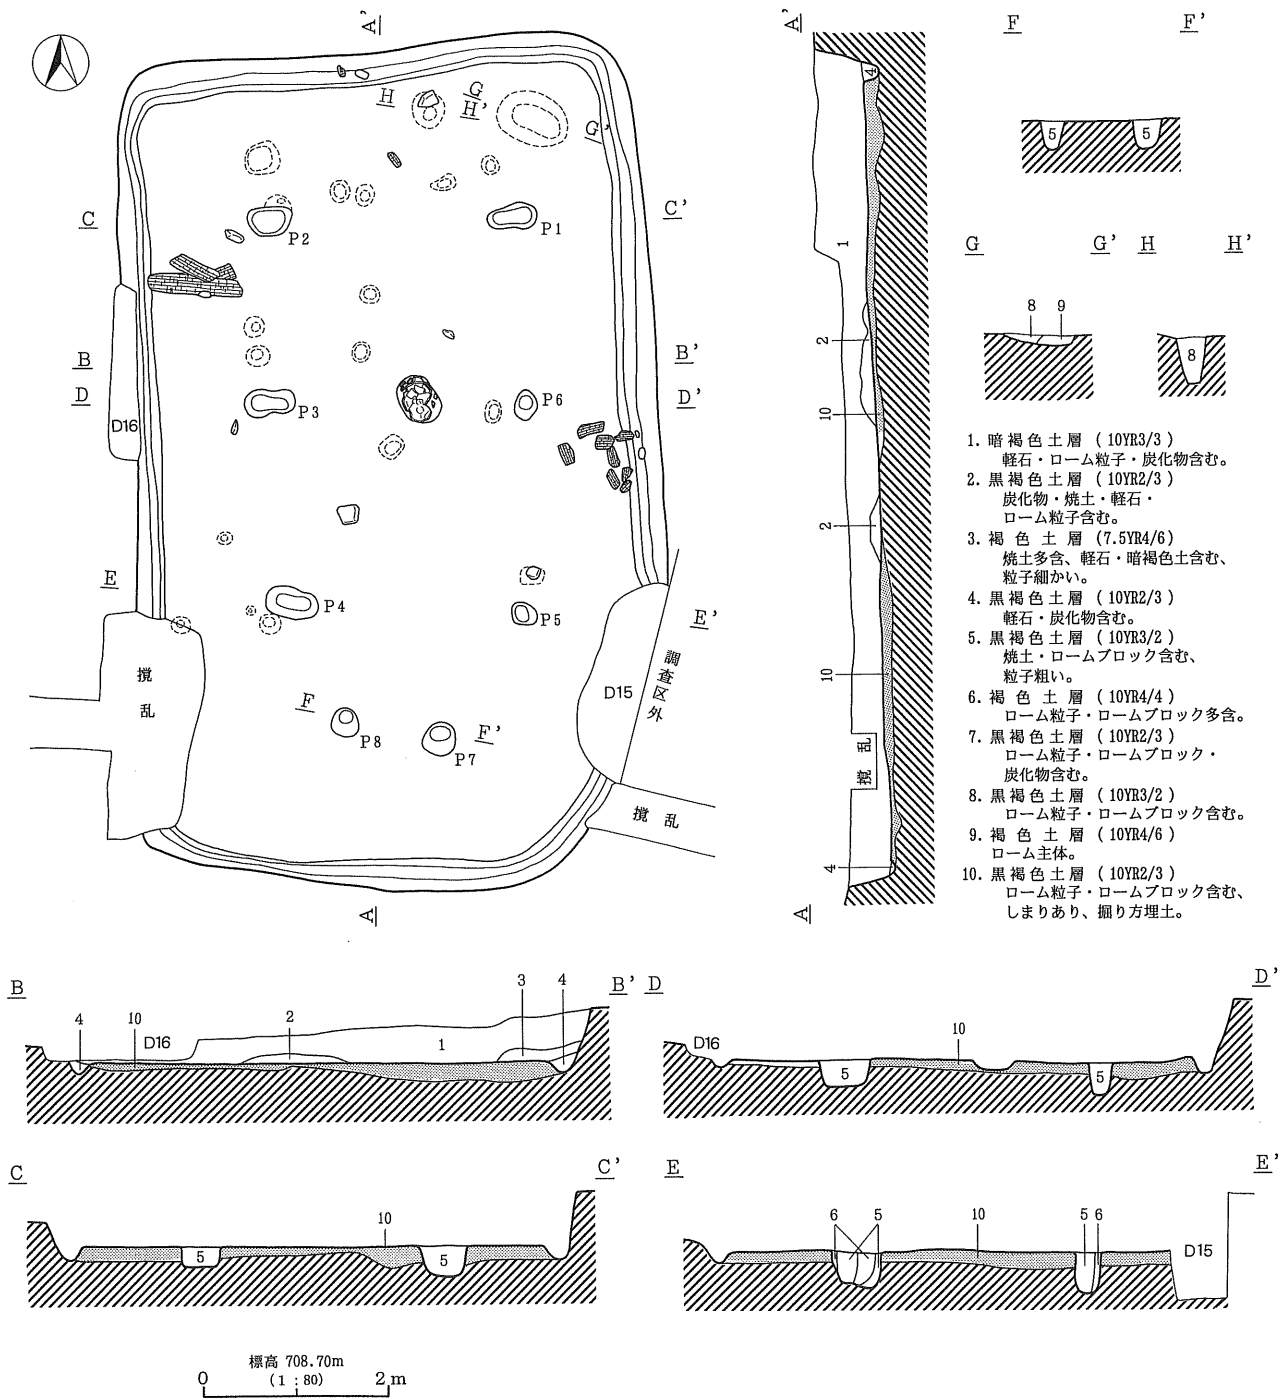 A'
A'
F F'
H G
H'
G'
5 5
4
C C'
P2 P1
1
G G' H H'
8 9
8
B B'
D D'
2
P3 P6
D16
10
1. 暗褐色土層 (10YR3/3)
軽石・ローム粒子・炭化物含む。
2. 黒褐色土層 (10YR2/3)
炭化物・焼土・軽石・
ローム粒子含む。
3. 褐色土層 (7.5YR4/6)
焼土多含、軽石・暗褐色土含む、
粒子細かい。
4. 黒褐色土層 (10YR2/3)
軽石・炭化物含む。
5. 黒褐色土層 (10YR3/2)
焼土・ロームブロック含む、
粒子粗い。
6. 褐色土層 (10YR4/4)
ローム粒子・ロームブロック多含。
7. 黒褐色土層 (10YR2/3)
ローム粒子・ロームブロック・
炭化物含む。
8. 黒褐色土層 (10YR3/2)
ローム粒子・ロームブロック含む。
9. 褐色土層 (10YR4/6)
ローム主体。
10. 黒褐色土層 (10YR2/3)
ローム粒子・ロームブロック含む、
しまりあり、掘り方埋土。
2
E E'
P4 P5
調査区外
D15
10
撹乱
F F'
P8 P7
撹乱
撹乱
4
A
A
B B' D D'
4 10 D16 2 1 3 4
D16 10
5 5
C C' E E'
10
5 5
6 5 10 5 6
D15
標高 708.70m
0 (1:80) 2m